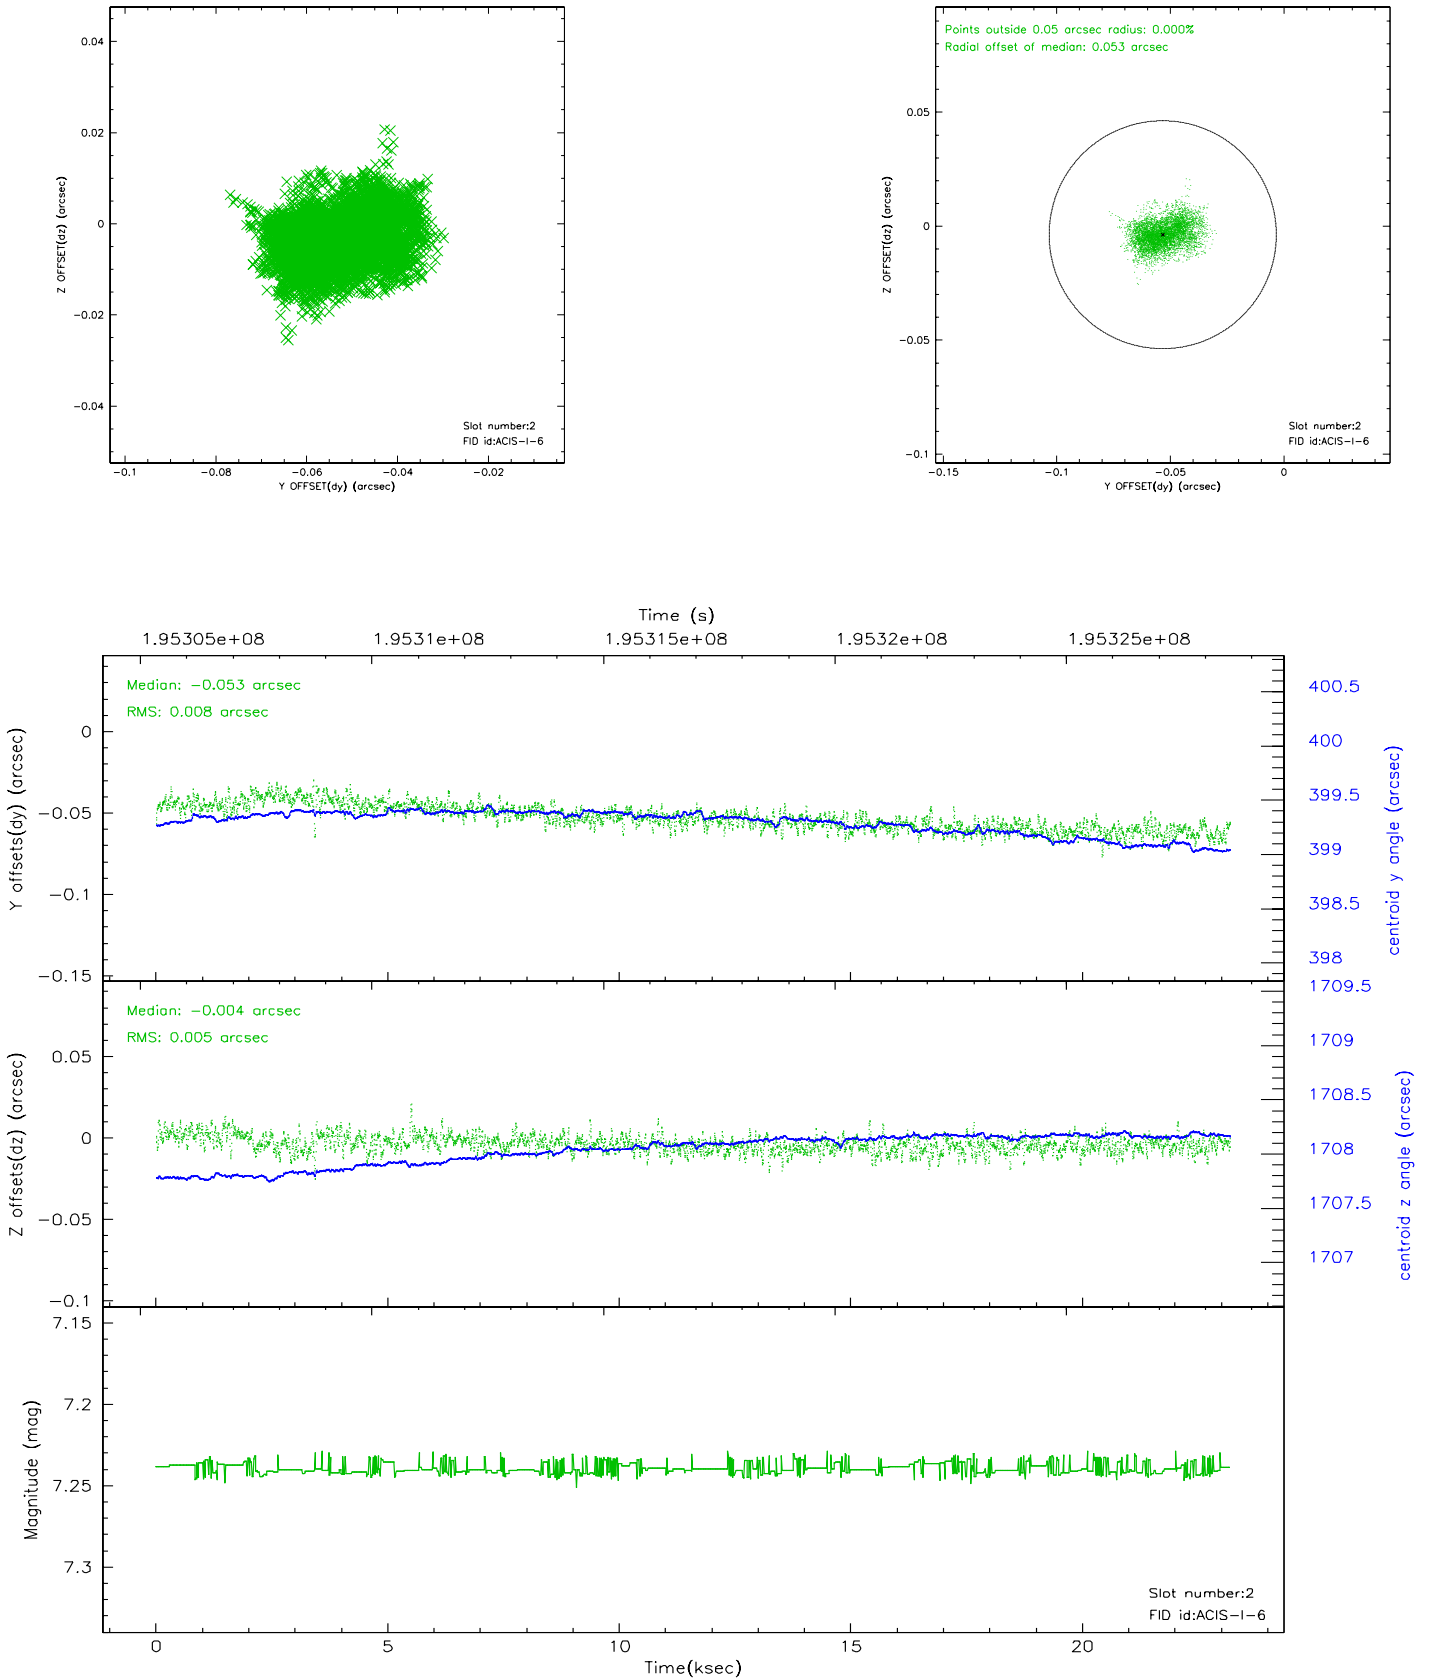 0.04
0.02
0
−0.02
−0.04
Z OFFSET(dz) (arcsec)
Slot number:2
FID id:ACIS−I−6
−0.1
−0.08
−0.06
−0.04
−0.02
Y OFFSET(dy) (arcsec)
Points outside 0.05 arcsec radius: 0.000%
Radial offset of median: 0.053 arcsec
0.05
0
−0.05
−0.1
Z OFFSET(dz) (arcsec)
Slot number:2
FID id:ACIS−I−6
−0.15
−0.1
−0.05
0
Y OFFSET(dy) (arcsec)
Time (s)
1.95305e+08
1.9531e+08
1.95315e+08
1.9532e+08
1.95325e+08
Median: −0.053 arcsec
RMS: 0.008 arcsec
0
−0.05
−0.1
−0.15
Y offsets(dy) (arcsec)
400.5
400
399.5
399
398.5
398
centroid y angle (arcsec)
Median: −0.004 arcsec
RMS: 0.005 arcsec
0.05
0
−0.05
−0.1
Z offsets(dz) (arcsec)
1709.5
1709
1708.5
1708
1707.5
1707
centroid z angle (arcsec)
7.15
7.2
7.25
7.3
Magnitude (mag)
Slot number:2
FID id:ACIS−I−6
0
5
10
15
20
Time(ksec)